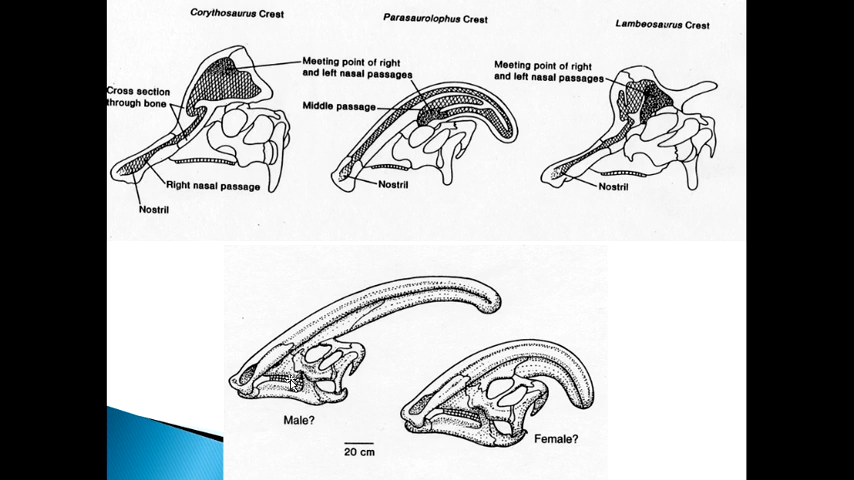 Corythosaurus Crest
Parasaurolophus Crest
Lambeosaurus Crest
Meeting point of right
and left nasal passages
Meeting point of right
and left nasal passages
Cross section
through bone
Middle passage
Right nasal passage
Nostril
Nostril
Nostril
Male?
Female?
20 cm